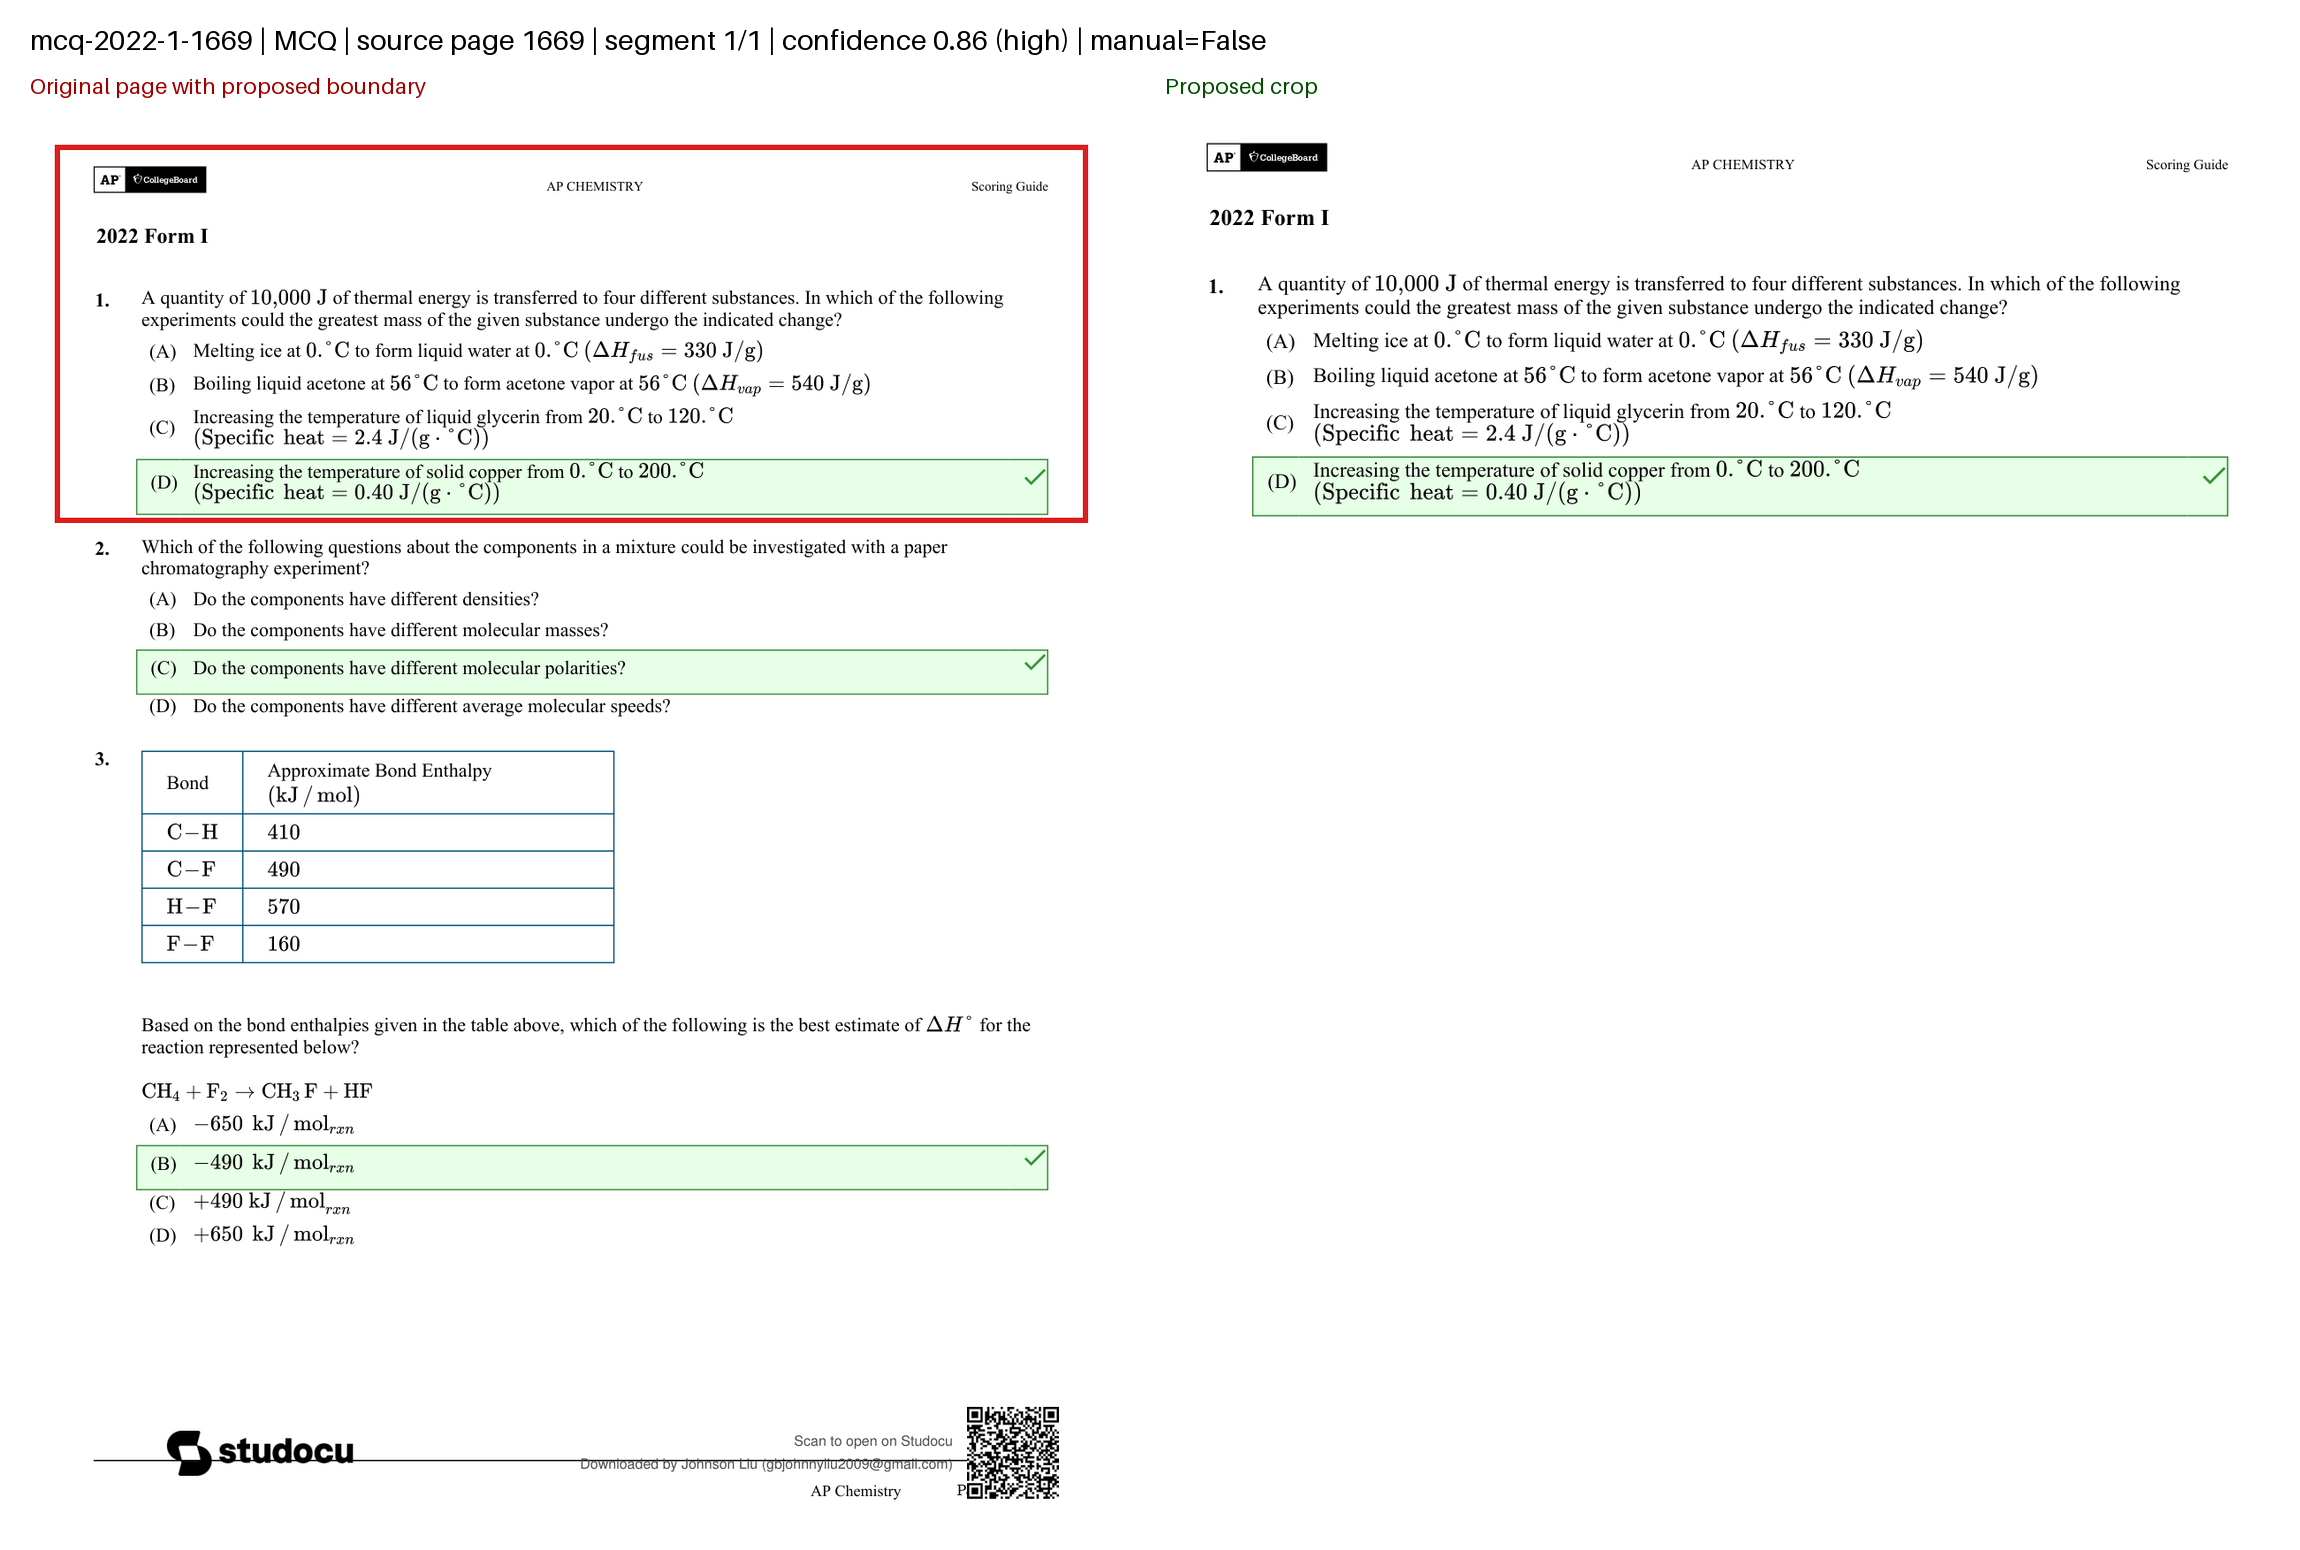 mcq-2022-1-1669 | MCQ | source page 1669 | segment 1/1 | confidence 0.86 (high) | manual=False
Original page with proposed boundary
AP CollegeBoard
AP CHEMISTRY
Scoring Guide
2022 Form I
1. A quantity of 10,000 J of thermal energy is transferred to four different substances. In which of the following
experiments could the greatest mass of the given substance undergo the indicated change?
(A) Melting ice at 0.°C to form liquid water at 0.°C (ΔH_fus = 330 J/g)
(B) Boiling liquid acetone at 56°C to form acetone vapor at 56°C (ΔH_vap = 540 J/g)
(C) Increasing the temperature of liquid glycerin from 20.°C to 120.°C
(Specific heat = 2.4 J/(g · °C))
(D) Increasing the temperature of solid copper from 0.°C to 200.°C
(Specific heat = 0.40 J/(g · °C))
2. Which of the following questions about the components in a mixture could be investigated with a paper
chromatography experiment?
(A) Do the components have different densities?
(B) Do the components have different molecular masses?
(C) Do the components have different molecular polarities?
(D) Do the components have different average molecular speeds?
3.
Bond Approximate Bond Enthalpy
(kJ / mol)
C−H 410
C−F 490
H−F 570
F−F 160
Based on the bond enthalpies given in the table above, which of the following is the best estimate of ΔH° for the
reaction represented below?
CH₄ + F₂ → CH₃F + HF
(A) −650 kJ / mol_rxn
(B) −490 kJ / mol_rxn
(C) +490 kJ / mol_rxn
(D) +650 kJ / mol_rxn
studocu
Scan to open on Studocu
Downloaded by Johnson Liu (gbjohnnyliu2009@gmail.com)
AP Chemistry P
Proposed crop
AP CollegeBoard
AP CHEMISTRY
Scoring Guide
2022 Form I
1. A quantity of 10,000 J of thermal energy is transferred to four different substances. In which of the following
experiments could the greatest mass of the given substance undergo the indicated change?
(A) Melting ice at 0.°C to form liquid water at 0.°C (ΔH_fus = 330 J/g)
(B) Boiling liquid acetone at 56°C to form acetone vapor at 56°C (ΔH_vap = 540 J/g)
(C) Increasing the temperature of liquid glycerin from 20.°C to 120.°C
(Specific heat = 2.4 J/(g · °C))
(D) Increasing the temperature of solid copper from 0.°C to 200.°C
(Specific heat = 0.40 J/(g · °C))